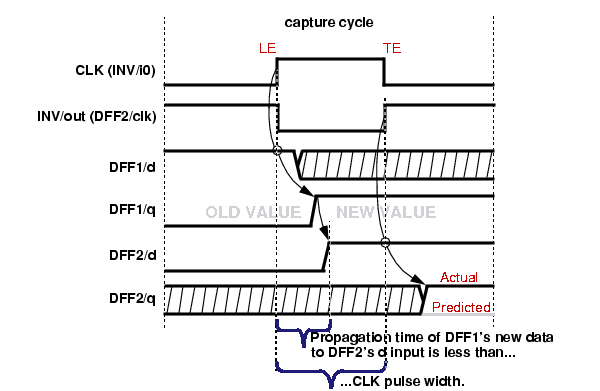 capture cycle
LE
TE
CLK (INV/i0)
INV/out (DFF2/clk)
DFF1/d
DFF1/q
OLD VALUE
NEW VALUE
DFF2/d
DFF2/q
Actual
Predicted
Propagation time of DFF1's new data
to DFF2's d input is less than...
...CLK pulse width.